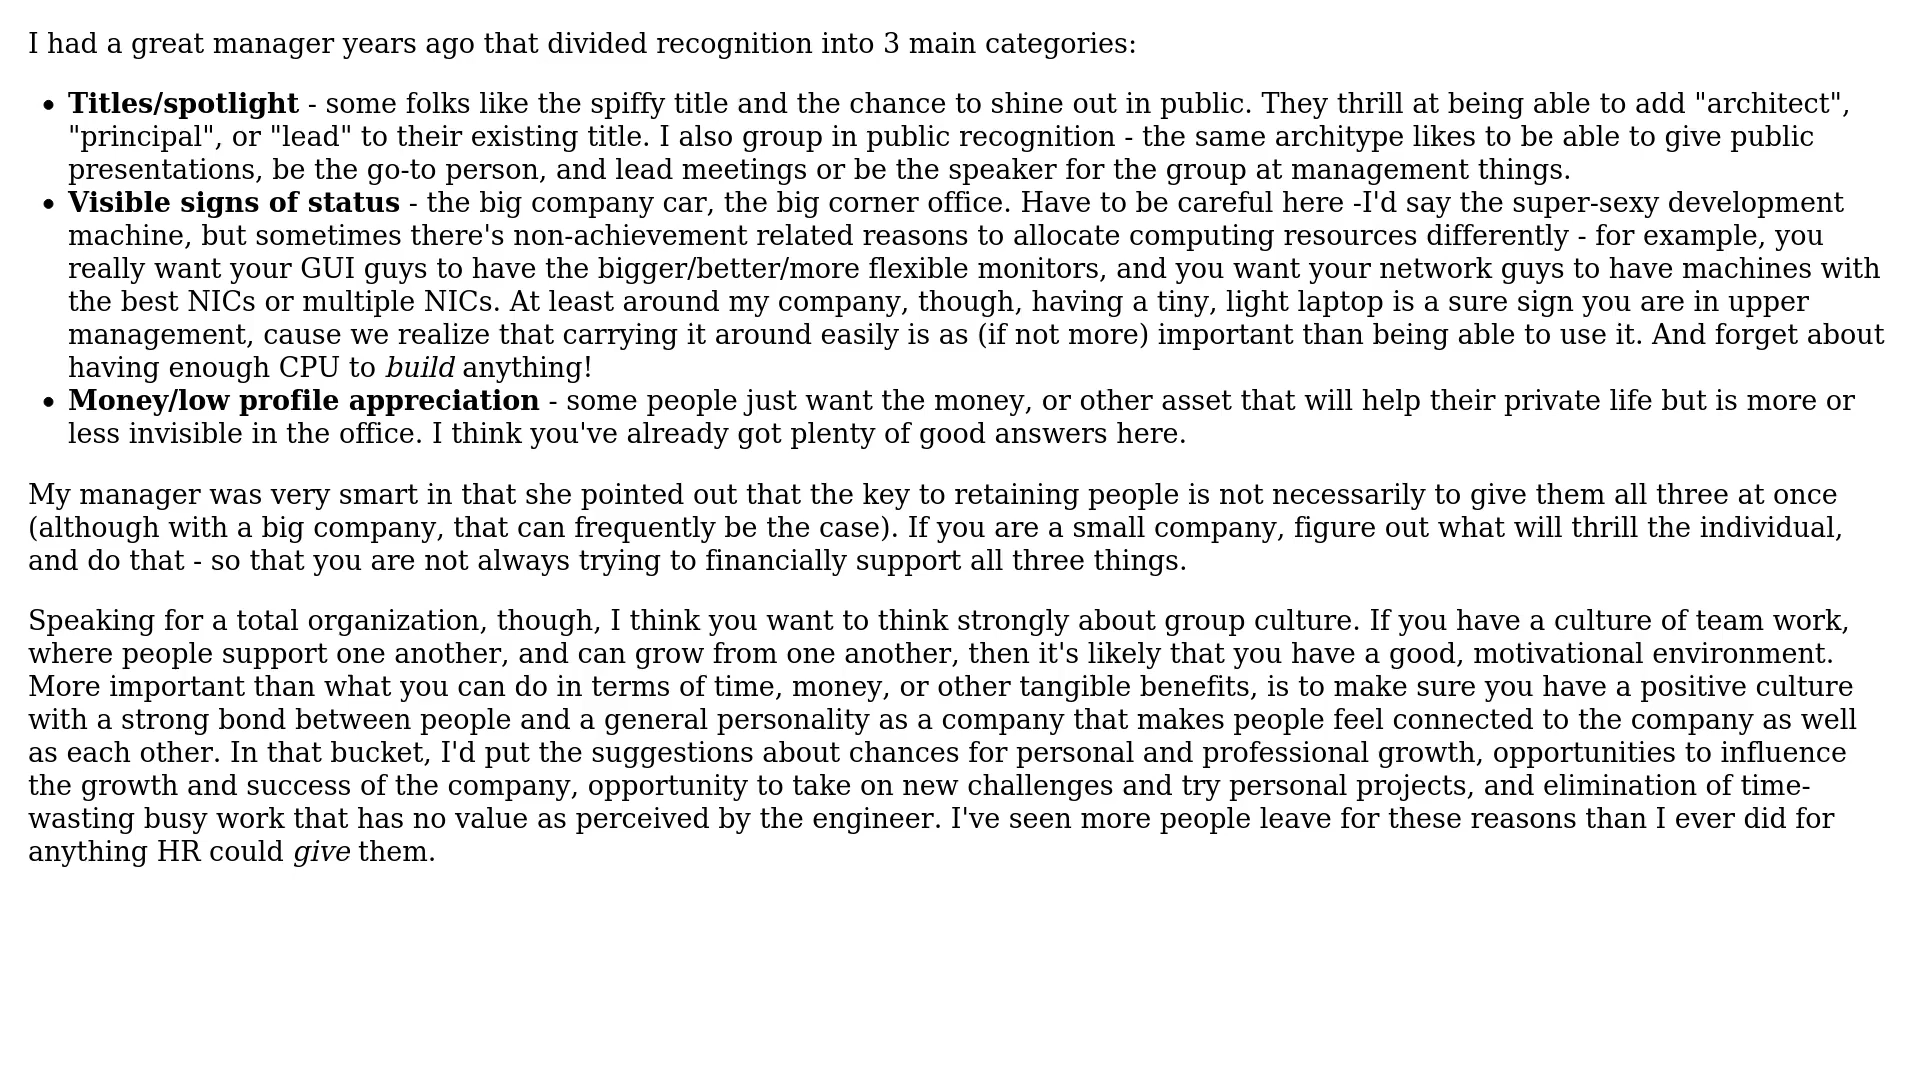 I had a great manager years ago that divided recognition into 3 main categories:
Titles/spotlight - some folks like the spiffy title and the chance to shine out in public. They thrill at being able to add "architect",
"principal", or "lead" to their existing title. I also group in public recognition - the same architype likes to be able to give public
presentations, be the go-to person, and lead meetings or be the speaker for the group at management things.
Visible signs of status - the big company car, the big corner office. Have to be careful here -I'd say the super-sexy development
machine, but sometimes there's non-achievement related reasons to allocate computing resources differently - for example, you
really want your GUI guys to have the bigger/better/more flexible monitors, and you want your network guys to have machines with
the best NICs or multiple NICs. At least around my company, though, having a tiny, light laptop is a sure sign you are in upper
management, cause we realize that carrying it around easily is as (if not more) important than being able to use it. And forget about
having enough CPU to build anything!
Money/low profile appreciation - some people just want the money, or other asset that will help their private life but is more or
less invisible in the office. I think you've already got plenty of good answers here.
My manager was very smart in that she pointed out that the key to retaining people is not necessarily to give them all three at once
(although with a big company, that can frequently be the case). If you are a small company, figure out what will thrill the individual,
and do that - so that you are not always trying to financially support all three things.
Speaking for a total organization, though, I think you want to think strongly about group culture. If you have a culture of team work,
where people support one another, and can grow from one another, then it's likely that you have a good, motivational environment.
More important than what you can do in terms of time, money, or other tangible benefits, is to make sure you have a positive culture
with a strong bond between people and a general personality as a company that makes people feel connected to the company as well
as each other. In that bucket, I'd put the suggestions about chances for personal and professional growth, opportunities to influence
the growth and success of the company, opportunity to take on new challenges and try personal projects, and elimination of time-
wasting busy work that has no value as perceived by the engineer. I've seen more people leave for these reasons than I ever did for
anything HR could give them.